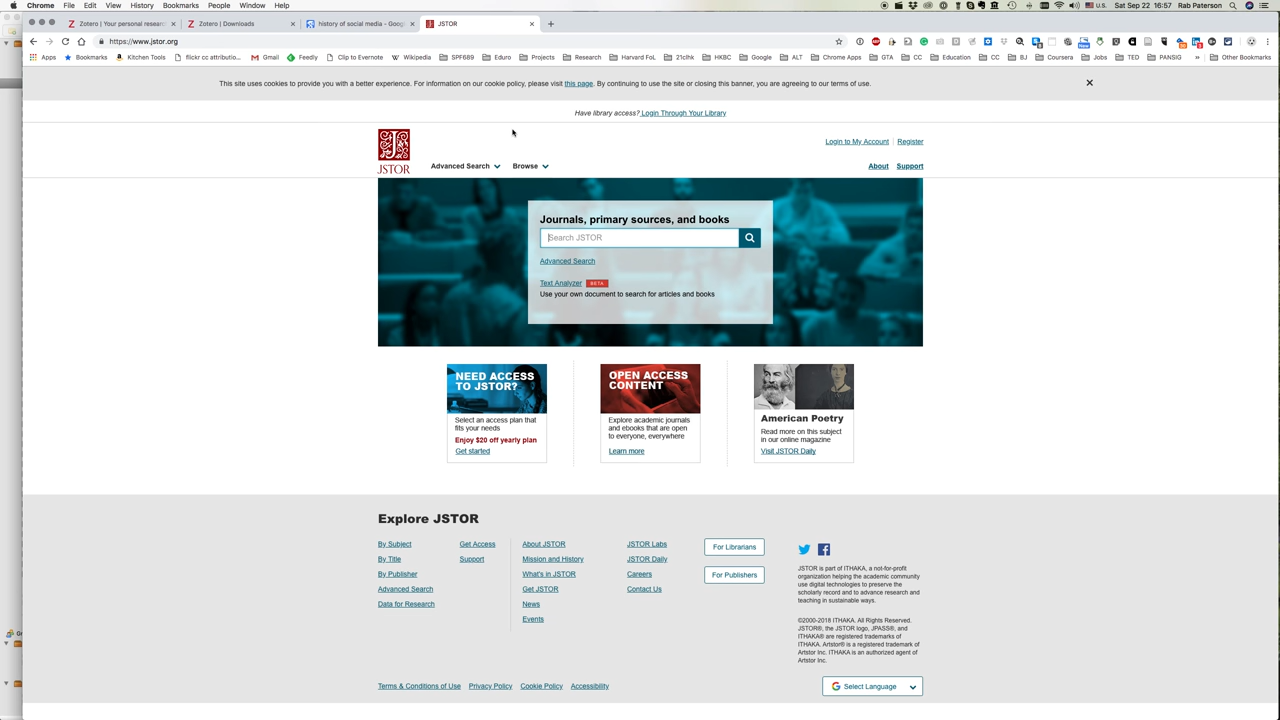 Chrome File Edit View History Bookmarks People Window Help
Sat Sep 22 16:57 Rab Paterson
U.S.
Zotero | Your personal resear
Zotero | Downloads
history of social media - Goog
JSTOR
https://www.jstor.org
Apps Bookmarks Kitchen Tools flickr cc attributio... Gmail Feedly Clip to Evernote Wikipedia SPF689 Eduro Projects Research Harvard FoL 21clhk HKBC Google ALT Chrome Apps GTA CC Education CC BJ Coursera Jobs TED PANSIG » Other Bookmarks
This site uses cookies to provide you with a better experience. For information on our cookie policy, please visit this page. By continuing to use the site or closing this banner, you are agreeing to our terms of use.
Have library access? Login Through Your Library
JSTOR
Login to My Account Register
Advanced Search Browse
About Support
Journals, primary sources, and books
Search JSTOR
Advanced Search
Text Analyzer BETA
Use your own document to search for articles and books
NEED ACCESS
TO JSTOR?
Select an access plan that
fits your needs
Enjoy $20 off yearly plan
Get started
OPEN ACCESS
CONTENT
Explore academic journals
and ebooks that are open
to everyone, everywhere
Learn more
American Poetry
Read more on this subject
in our online magazine
Visit JSTOR Daily
Explore JSTOR
By Subject
By Title
By Publisher
Advanced Search
Data for Research
Get Access
Support
About JSTOR
Mission and History
What's in JSTOR
Get JSTOR
News
Events
JSTOR Labs
JSTOR Daily
Careers
Contact Us
For Librarians
For Publishers
JSTOR is part of ITHAKA, a not-for-profit
organization helping the academic community
use digital technologies to preserve the
scholarly record and to advance research and
teaching in sustainable ways.
©2000-2018 ITHAKA. All Rights Reserved.
JSTOR®, the JSTOR logo, JPASS®, and
ITHAKA® are registered trademarks of
ITHAKA. Artstor® is a registered trademark of
Artstor Inc. ITHAKA is an authorized agent of
Artstor Inc.
Terms & Conditions of Use Privacy Policy Cookie Policy Accessibility
Select Language